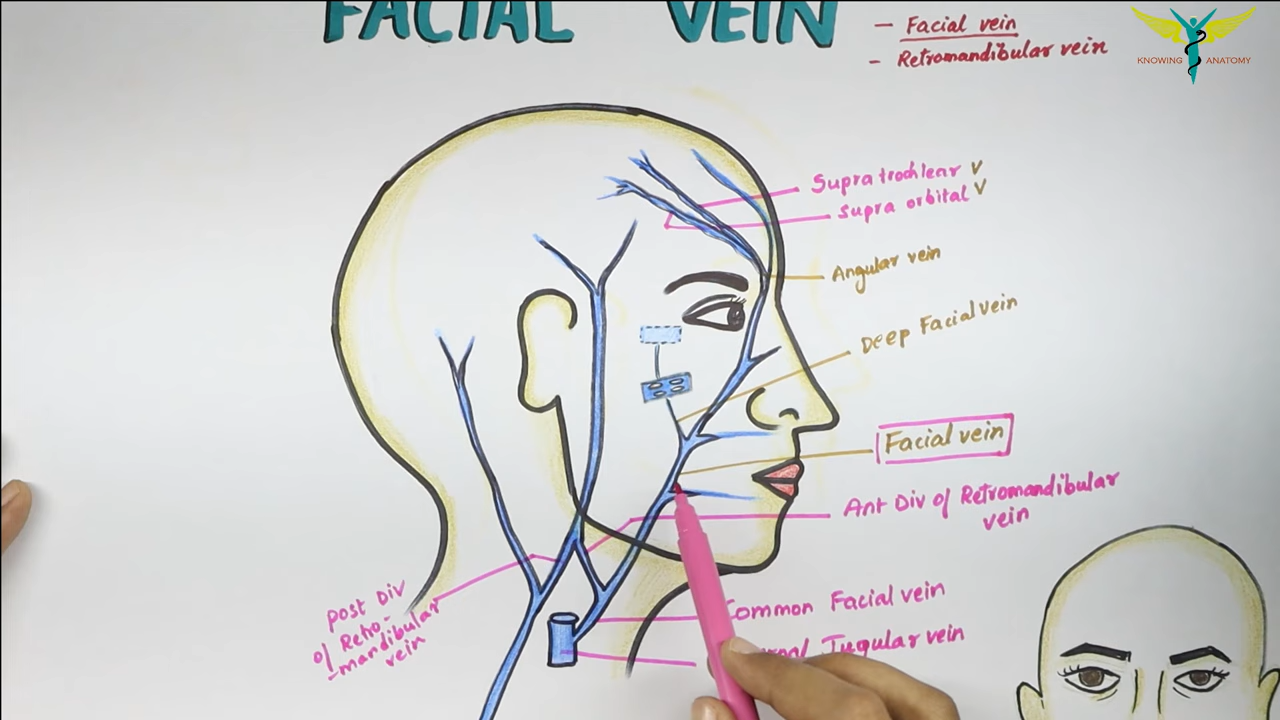 FACIAL VEIN
– Facial vein
– Retromandibular vein
KNOWING ANATOMY
Supra trochlear V
Supra orbital V
Angular vein
Deep Facial vein
Facial vein
Ant Div of Retromandibular
vein
Post Div
of Retro-
mandibular
vein
Common Facial vein
Jugular vein